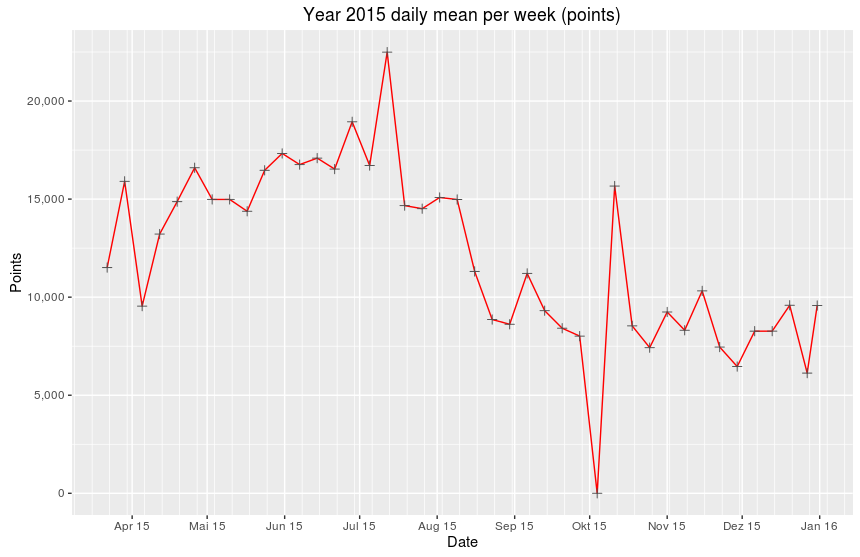 Year 2015 daily mean per week (points)
Points
20,000
15,000
10,000
5,000
0
Apr 15 Mai 15 Jun 15 Jul 15 Aug 15 Sep 15 Okt 15 Nov 15 Dez 15 Jan 16
Date